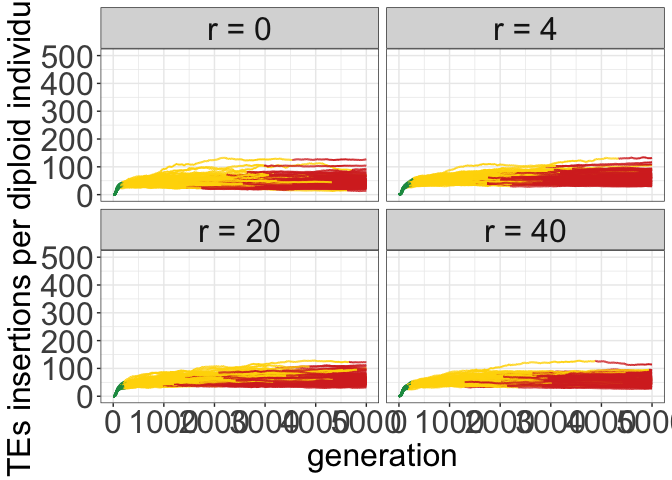 r = 0
r = 4
500
400
300
200
100
0
r = 20
r = 40
500
400
300
200
100
0
0 1000 2000 3000 4000 5000 0 1000 2000 3000 4000 5000
generation
TEs insertions per diploid individu